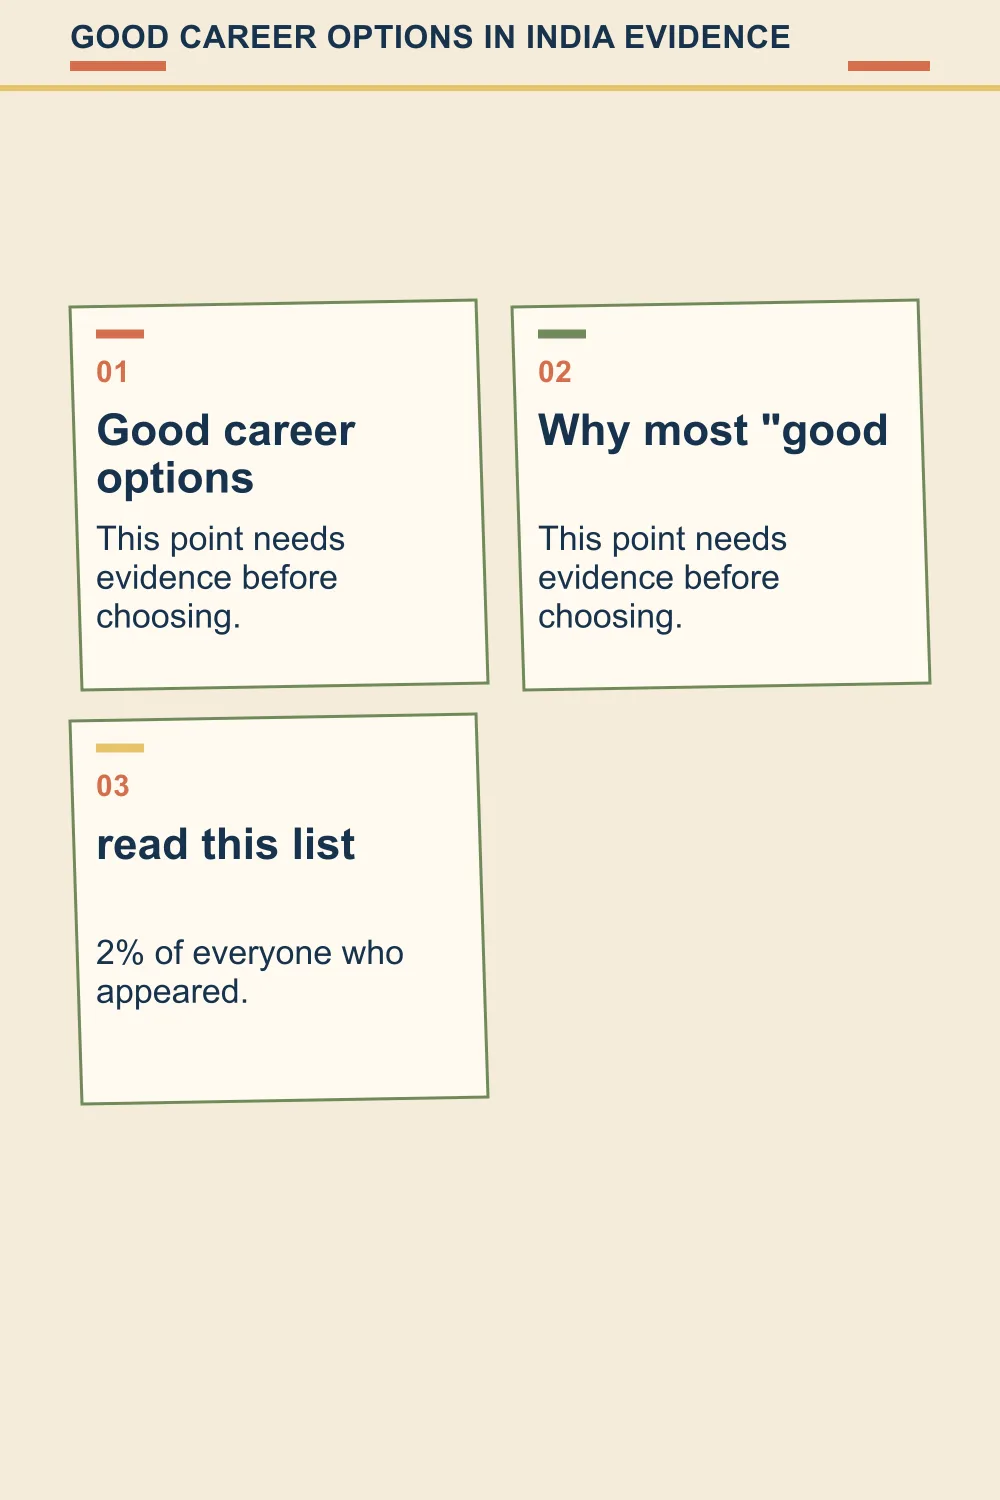 GOOD CAREER OPTIONS IN INDIA EVIDENCE
01
Good career
options
This point needs
evidence before
choosing.
02
Why most "good
This point needs
evidence before
choosing.
03
read this list
2% of everyone who
appeared.